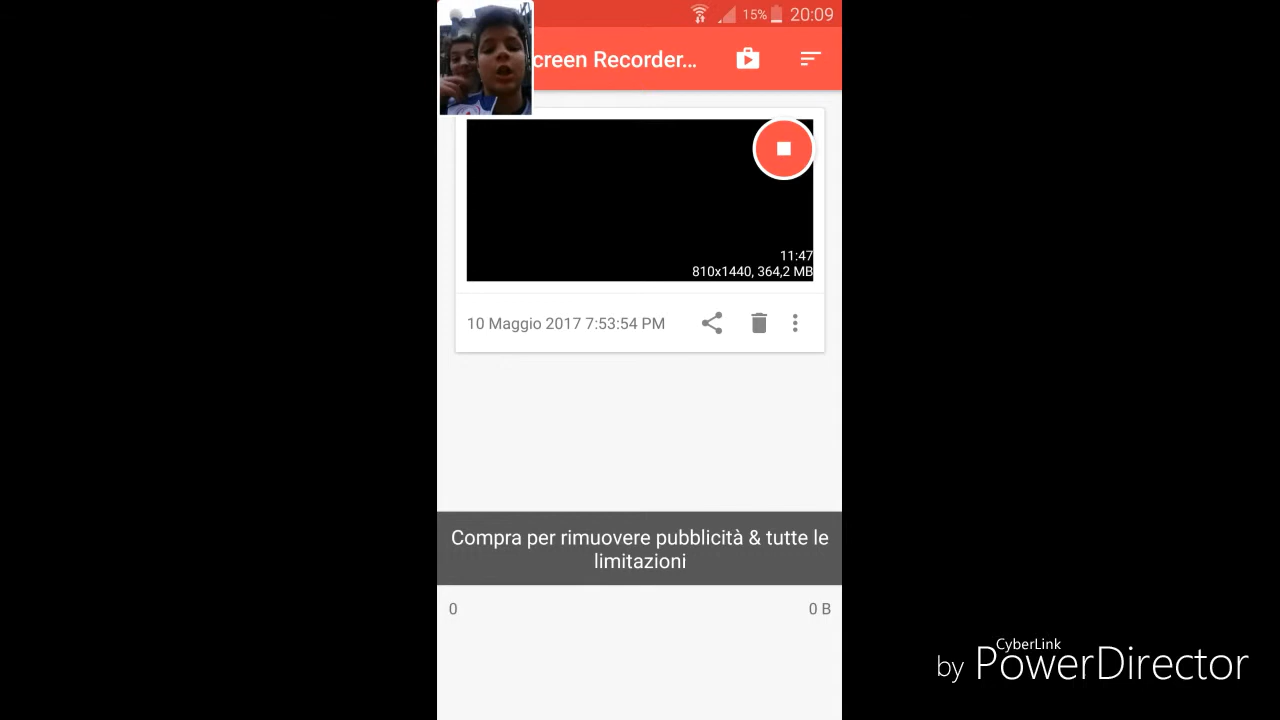 15% 20:09
creen Recorder...
11:47
810x1440, 364,2 MB
10 Maggio 2017 7:53:54 PM
Compra per rimuovere pubblicità & tutte le
limitazioni
0 0 B
CyberLink
by PowerDirector